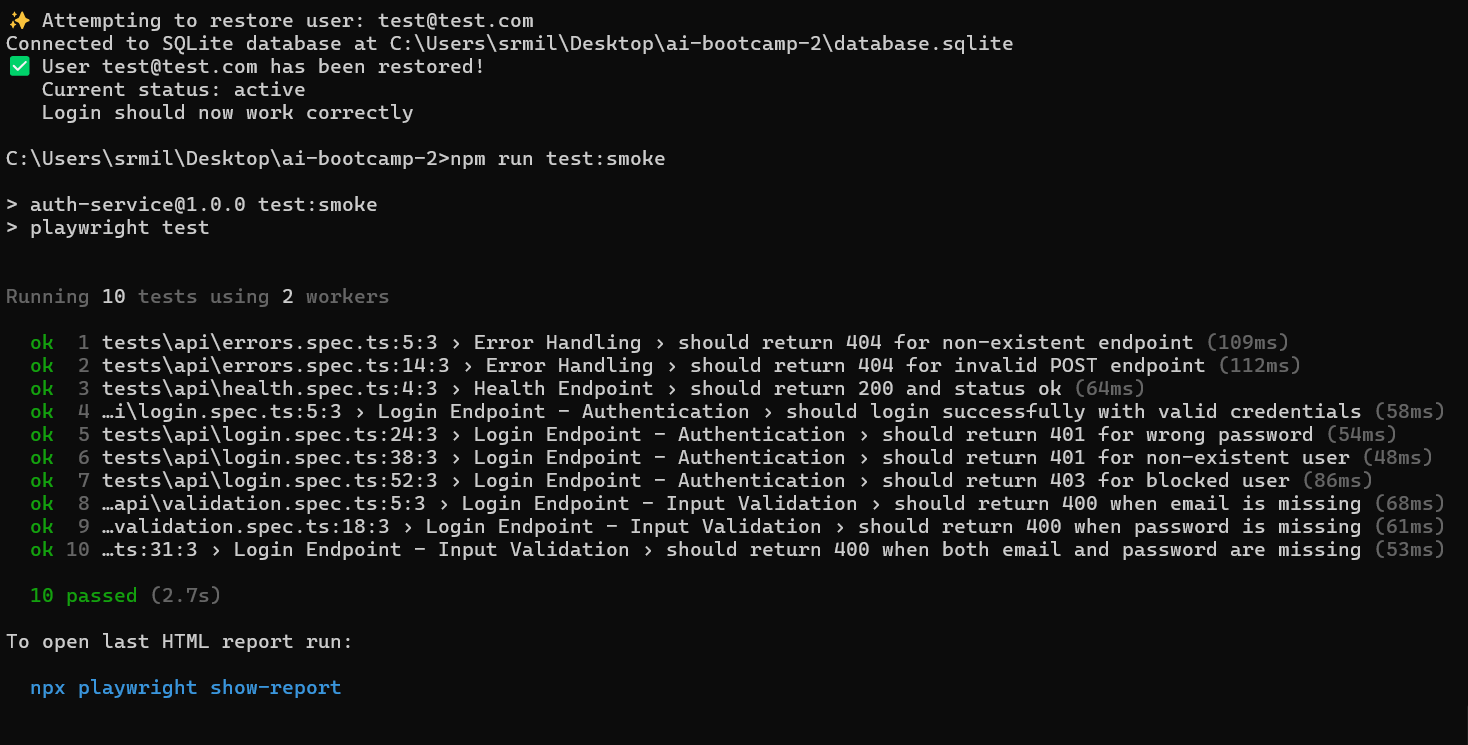 ✨ Attempting to restore user: test@test.com
Connected to SQLite database at C:\Users\srmil\Desktop\ai-bootcamp-2\database.sqlite
✅ User test@test.com has been restored!
   Current status: active
   Login should now work correctly

C:\Users\srmil\Desktop\ai-bootcamp-2>npm run test:smoke

> auth-service@1.0.0 test:smoke
> playwright test


Running 10 tests using 2 workers

  ok  1 tests\api\errors.spec.ts:5:3 › Error Handling › should return 404 for non-existent endpoint (109ms)
  ok  2 tests\api\errors.spec.ts:14:3 › Error Handling › should return 404 for invalid POST endpoint (112ms)
  ok  3 tests\api\health.spec.ts:4:3 › Health Endpoint › should return 200 and status ok (64ms)
  ok  4 …i\login.spec.ts:5:3 › Login Endpoint - Authentication › should login successfully with valid credentials (58ms)
  ok  5 tests\api\login.spec.ts:24:3 › Login Endpoint - Authentication › should return 401 for wrong password (54ms)
  ok  6 tests\api\login.spec.ts:38:3 › Login Endpoint - Authentication › should return 401 for non-existent user (48ms)
  ok  7 tests\api\login.spec.ts:52:3 › Login Endpoint - Authentication › should return 403 for blocked user (86ms)
  ok  8 …api\validation.spec.ts:5:3 › Login Endpoint - Input Validation › should return 400 when email is missing (68ms)
  ok  9 …validation.spec.ts:18:3 › Login Endpoint - Input Validation › should return 400 when password is missing (61ms)
  ok 10 …ts:31:3 › Login Endpoint - Input Validation › should return 400 when both email and password are missing (53ms)

  10 passed (2.7s)

To open last HTML report run:

  npx playwright show-report